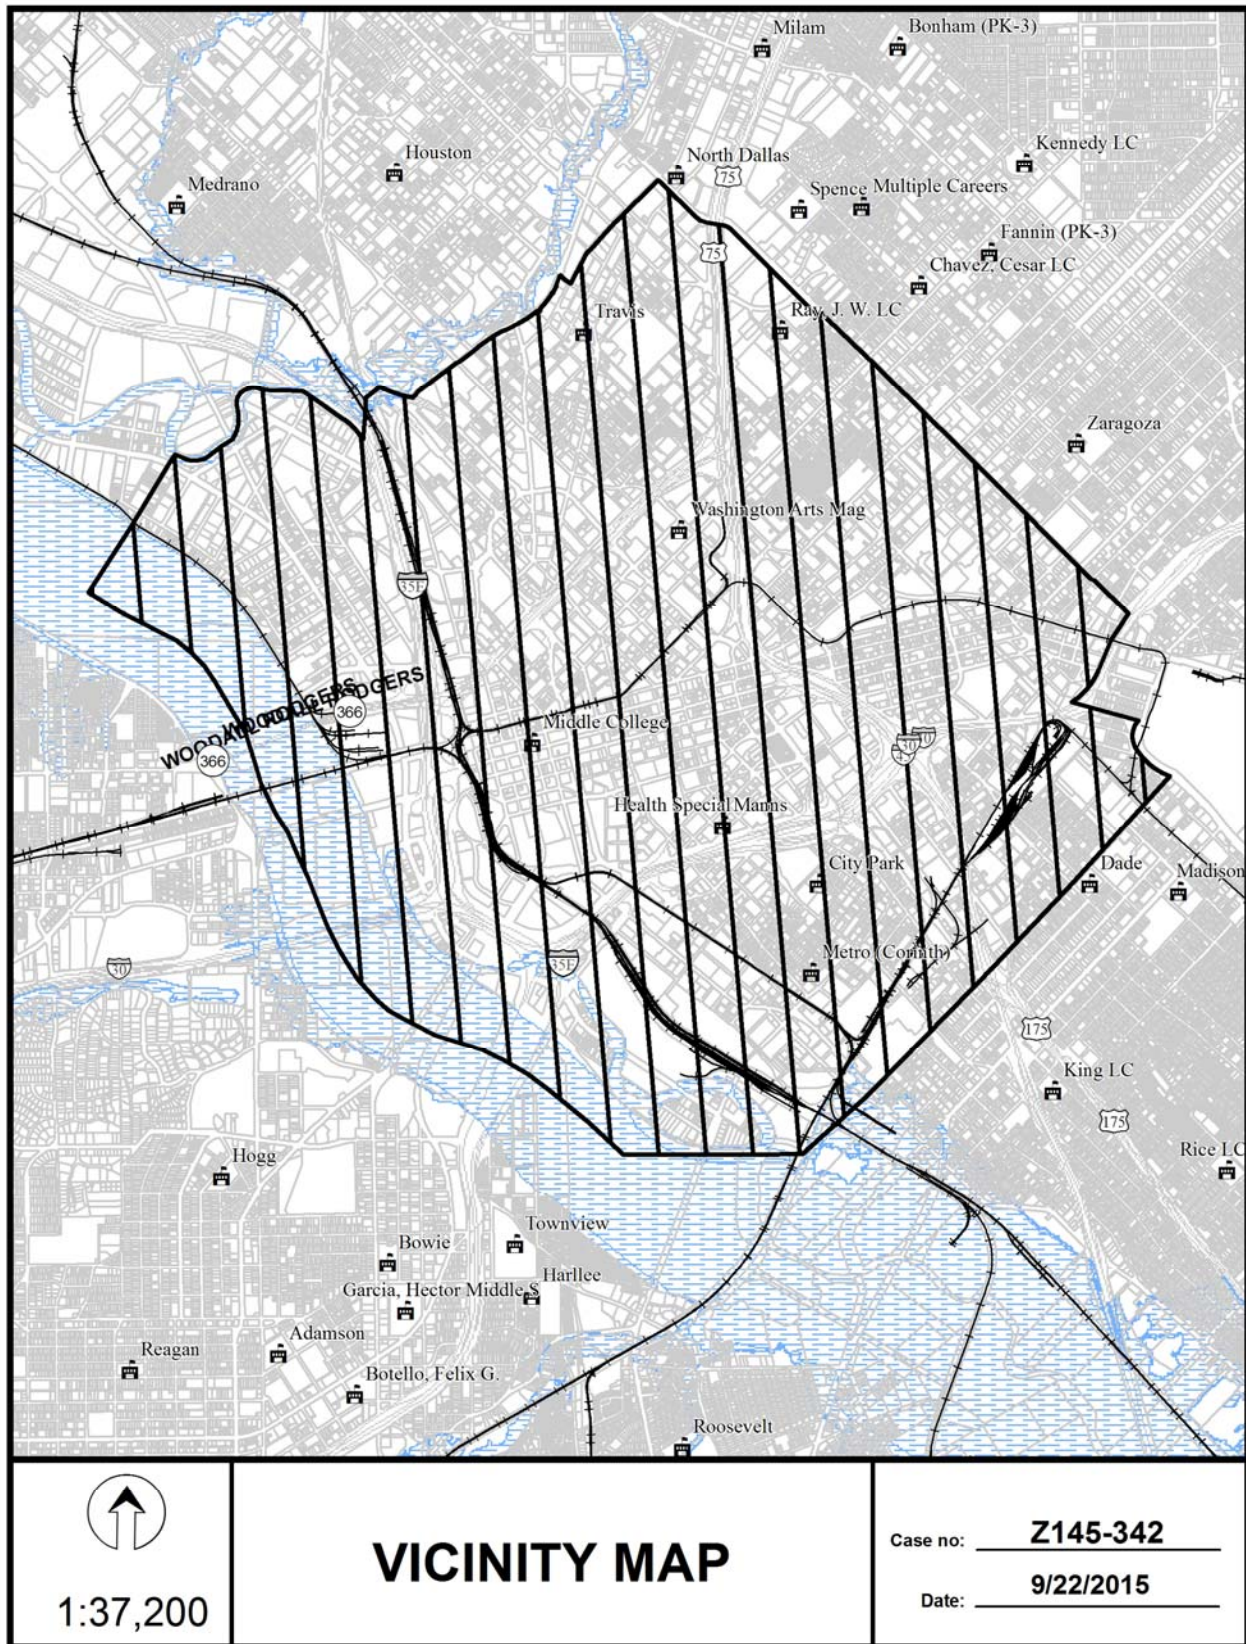 Milam
Bonham (PK-3)
Houston
North Dallas
Kennedy LC
75
Medrano
Spence
Multiple Careers
Fannin (PK-3)
75
Chavez, Cesar LC
Travis
Ray, J. W. LC
Zaragoza
Washington Arts Mag
35E
WOODALL RODGERS
366
Middle College
30
366
Health Special
Manns
City Park
Dade
Madison
Metro (Corinth)
35E
30
175
King LC
175
Hogg
Rice LC
Townview
Bowie
Harllee
Garcia, Hector Middle S
Adamson
Reagan
Botello, Felix G.
Roosevelt
1:37,200
VICINITY MAP
Case no: Z145-342
Date: 9/22/2015